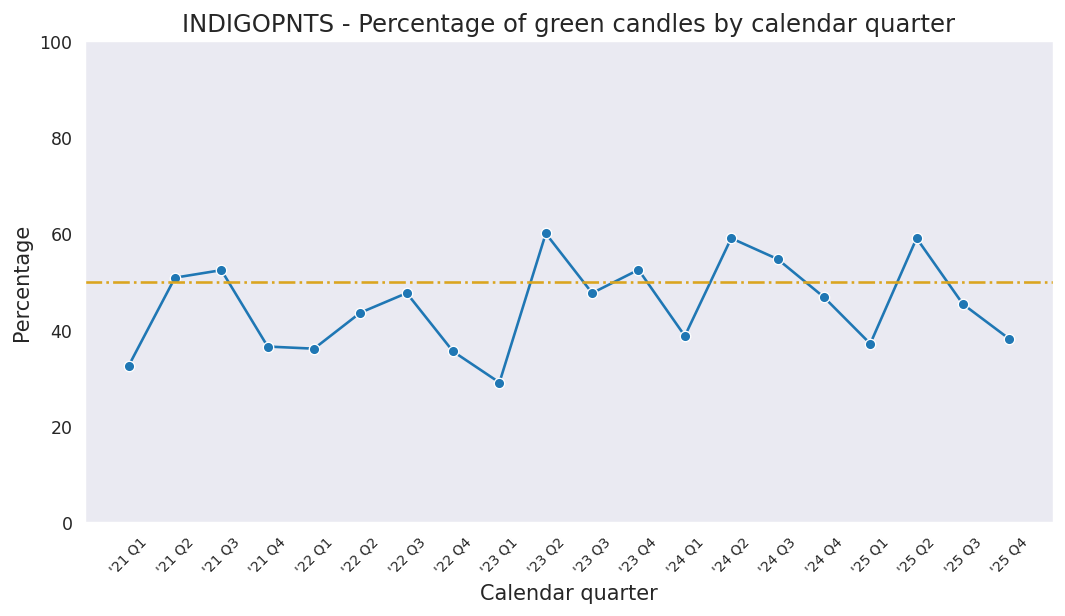 INDIGOPNTS - Percentage of green candles by calendar quarter
100
80
60
40
20
0
Percentage
'21 Q1
'21 Q2
'21 Q3
'21 Q4
'22 Q1
'22 Q2
'22 Q3
'22 Q4
'23 Q1
'23 Q2
'23 Q3
'23 Q4
'24 Q1
'24 Q2
'24 Q3
'24 Q4
'25 Q1
'25 Q2
'25 Q3
'25 Q4
Calendar quarter